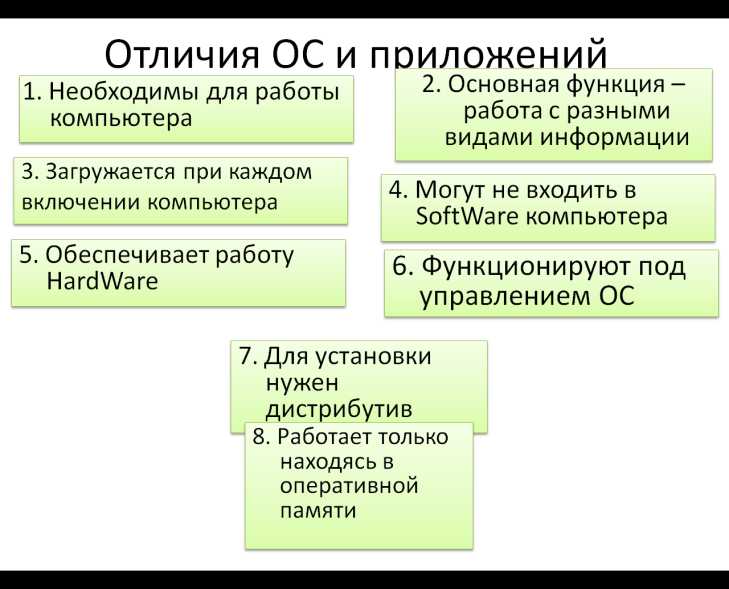 Отличия ОС и приложений
1. Необходимы для работы
компьютера
2. Основная функция –
работа с разными
видами информации
3. Загружается при каждом
включении компьютера
4. Могут не входить в
SoftWare компьютера
5. Обеспечивает работу
HardWare
6. Функционируют под
управлением ОС
7. Для установки
нужен
дистрибутив
8. Работает только
находясь в
оперативной
памяти